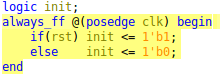 logic init;
always_ff @(posedge clk) begin
    if(rst) init <= 1'b1;
    else    init <= 1'b0;
end